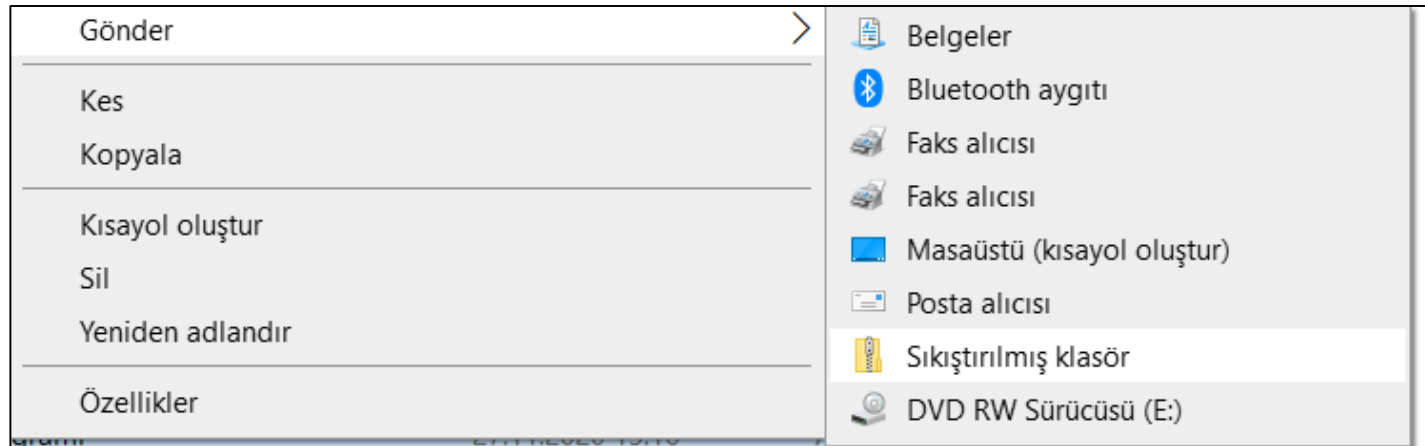 Gönder
Kes
Kopyala
Kısayol oluştur
Sil
Yeniden adlandır
Özellikler
Belgeler
Bluetooth aygıtı
Faks alıcısı
Faks alıcısı
Masaüstü (kısayol oluştur)
Posta alıcısı
Sıkıştırılmış klasör
DVD RW Sürücüsü (E:)